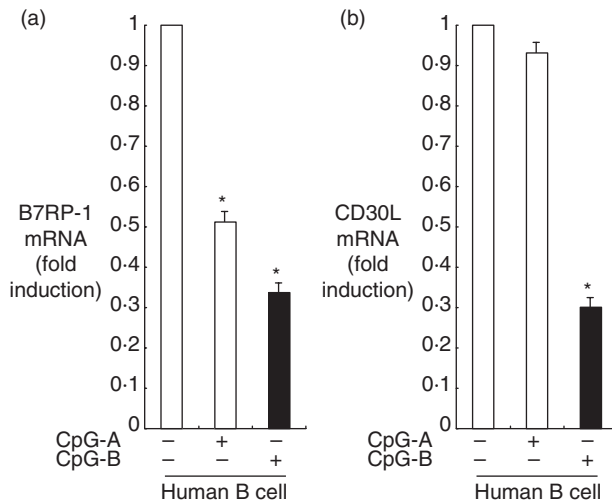 (a)
B7RP-1
mRNA
(fold
induction)
1
0·9
0·8
0·7
0·6
0·5
0·4
0·3
0·2
0·1
0
*
*
CpG-A − + −
CpG-B − − +
Human B cell
(b)
CD30L
mRNA
(fold
induction)
1
0·9
0·8
0·7
0·6
0·5
0·4
0·3
0·2
0·1
0
*
CpG-A − + −
CpG-B − − +
Human B cell